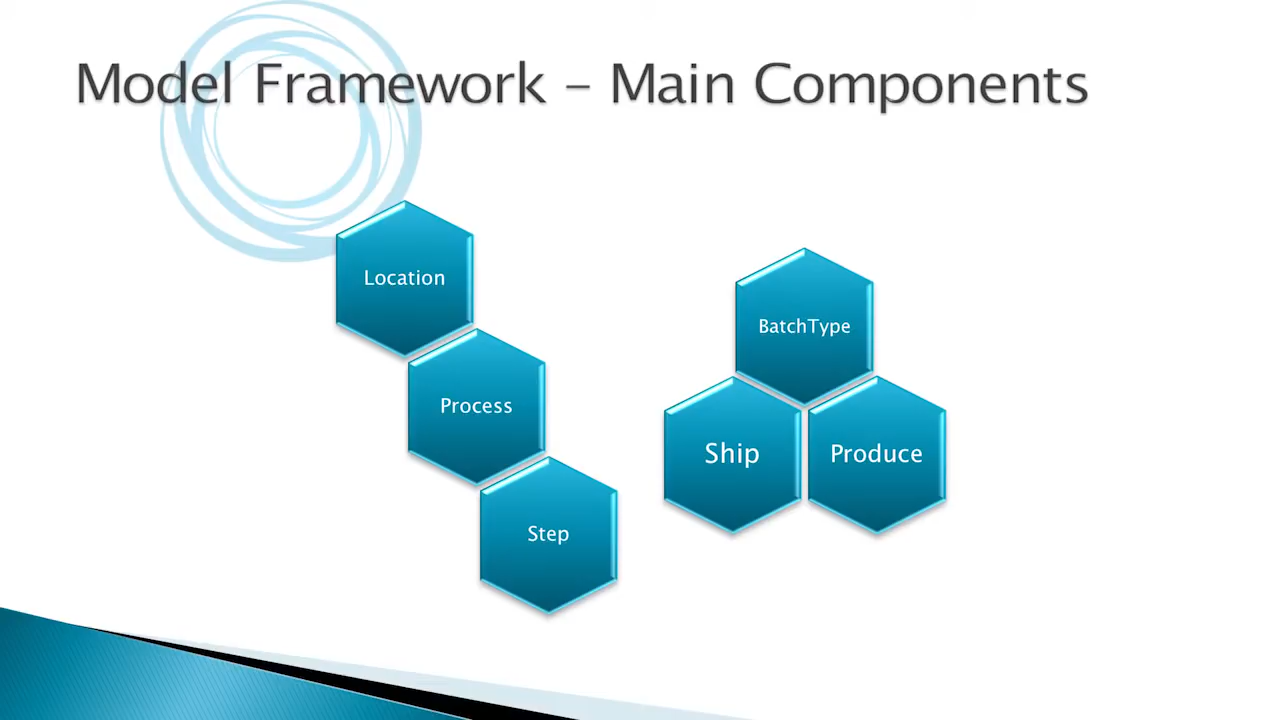 Model Framework – Main Components
Location
Process
Step
BatchType
Ship
Produce